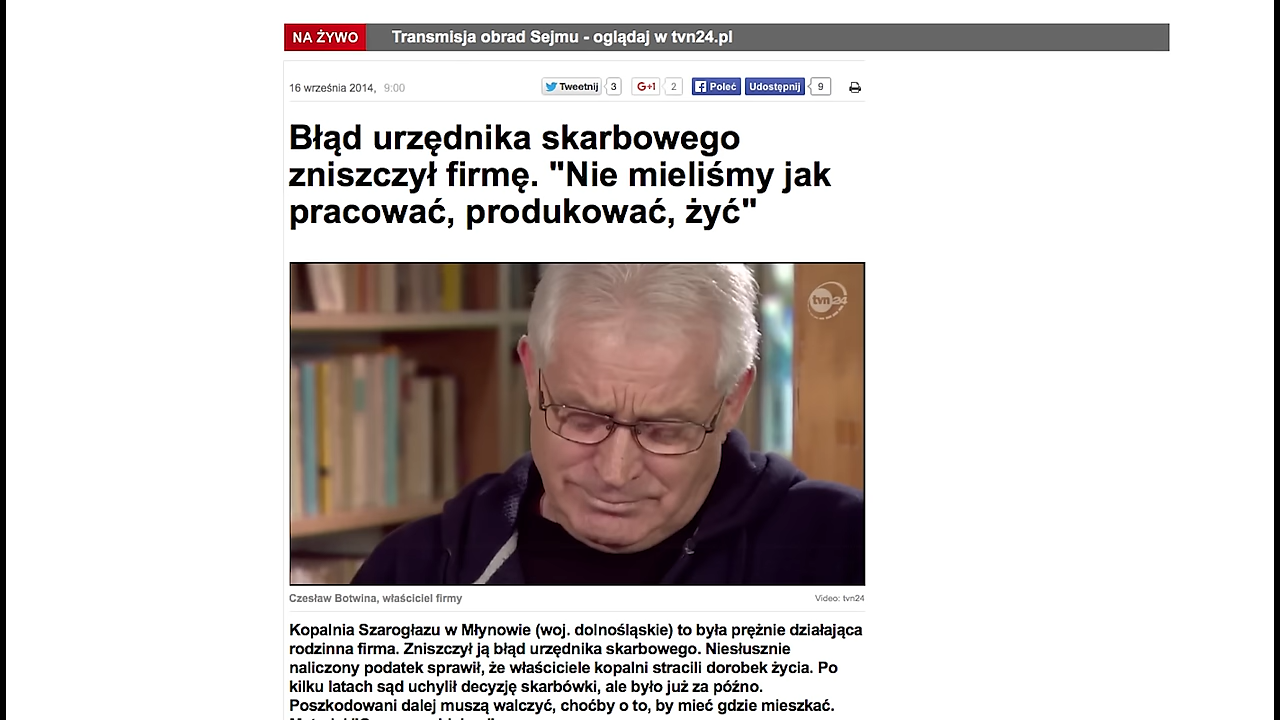 NA ŻYWO Transmisja obrad Sejmu - oglądaj w tvn24.pl
16 września 2014, 9:00 Tweetnij 3 G+1 2 Poleć Udostępnij 9
Błąd urzędnika skarbowego
zniszczył firmę. "Nie mieliśmy jak
pracować, produkować, żyć"
tvn24
Czesław Botwina, właściciel firmy Video: tvn24
Kopalnia Szarogłazu w Młynowie (woj. dolnośląskie) to była prężnie działająca
rodzinna firma. Zniszczył ją błąd urzędnika skarbowego. Niesłusznie
naliczony podatek sprawił, że właściciele kopalni stracili dorobek życia. Po
kilku latach sąd uchylił decyzję skarbówki, ale było już za późno.
Poszkodowani dalej muszą walczyć, choćby o to, by mieć gdzie mieszkać.